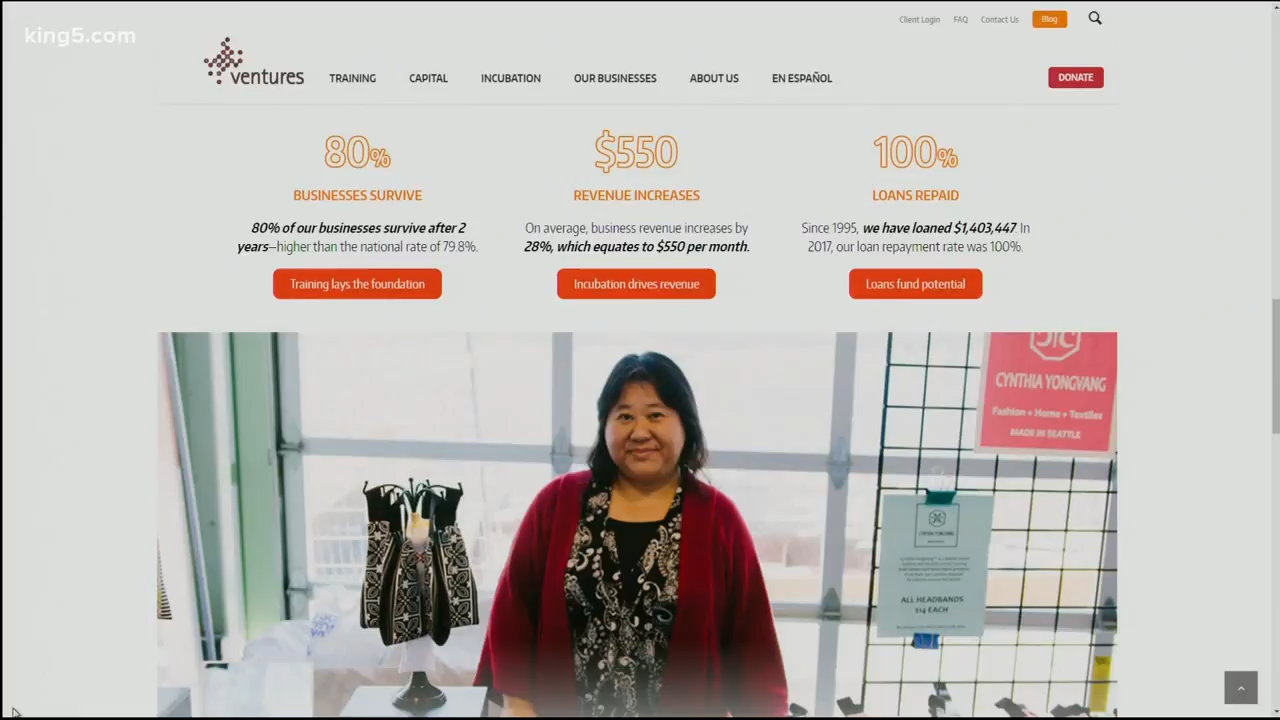 king5.com
Client Login FAQ Contact Us Blog
ventures TRAINING CAPITAL INCUBATION OUR BUSINESSES ABOUT US EN ESPAÑOL DONATE
80% $550 100%
BUSINESSES SURVIVE REVENUE INCREASES LOANS REPAID
80% of our businesses survive after 2
years—higher than the national rate of 79.8%.
On average, business revenue increases by
28%, which equates to $550 per month.
Since 1995, we have loaned $1,403,447. In
2017, our loan repayment rate was 100%.
Training lays the foundation Incubation drives revenue Loans fund potential
CYNTHIA YONGVANG
Fashion + Home + Textiles
MADE IN SEATTLE
CYNTHIA YONGVANG
ALL HEADBANDS
$14 EACH